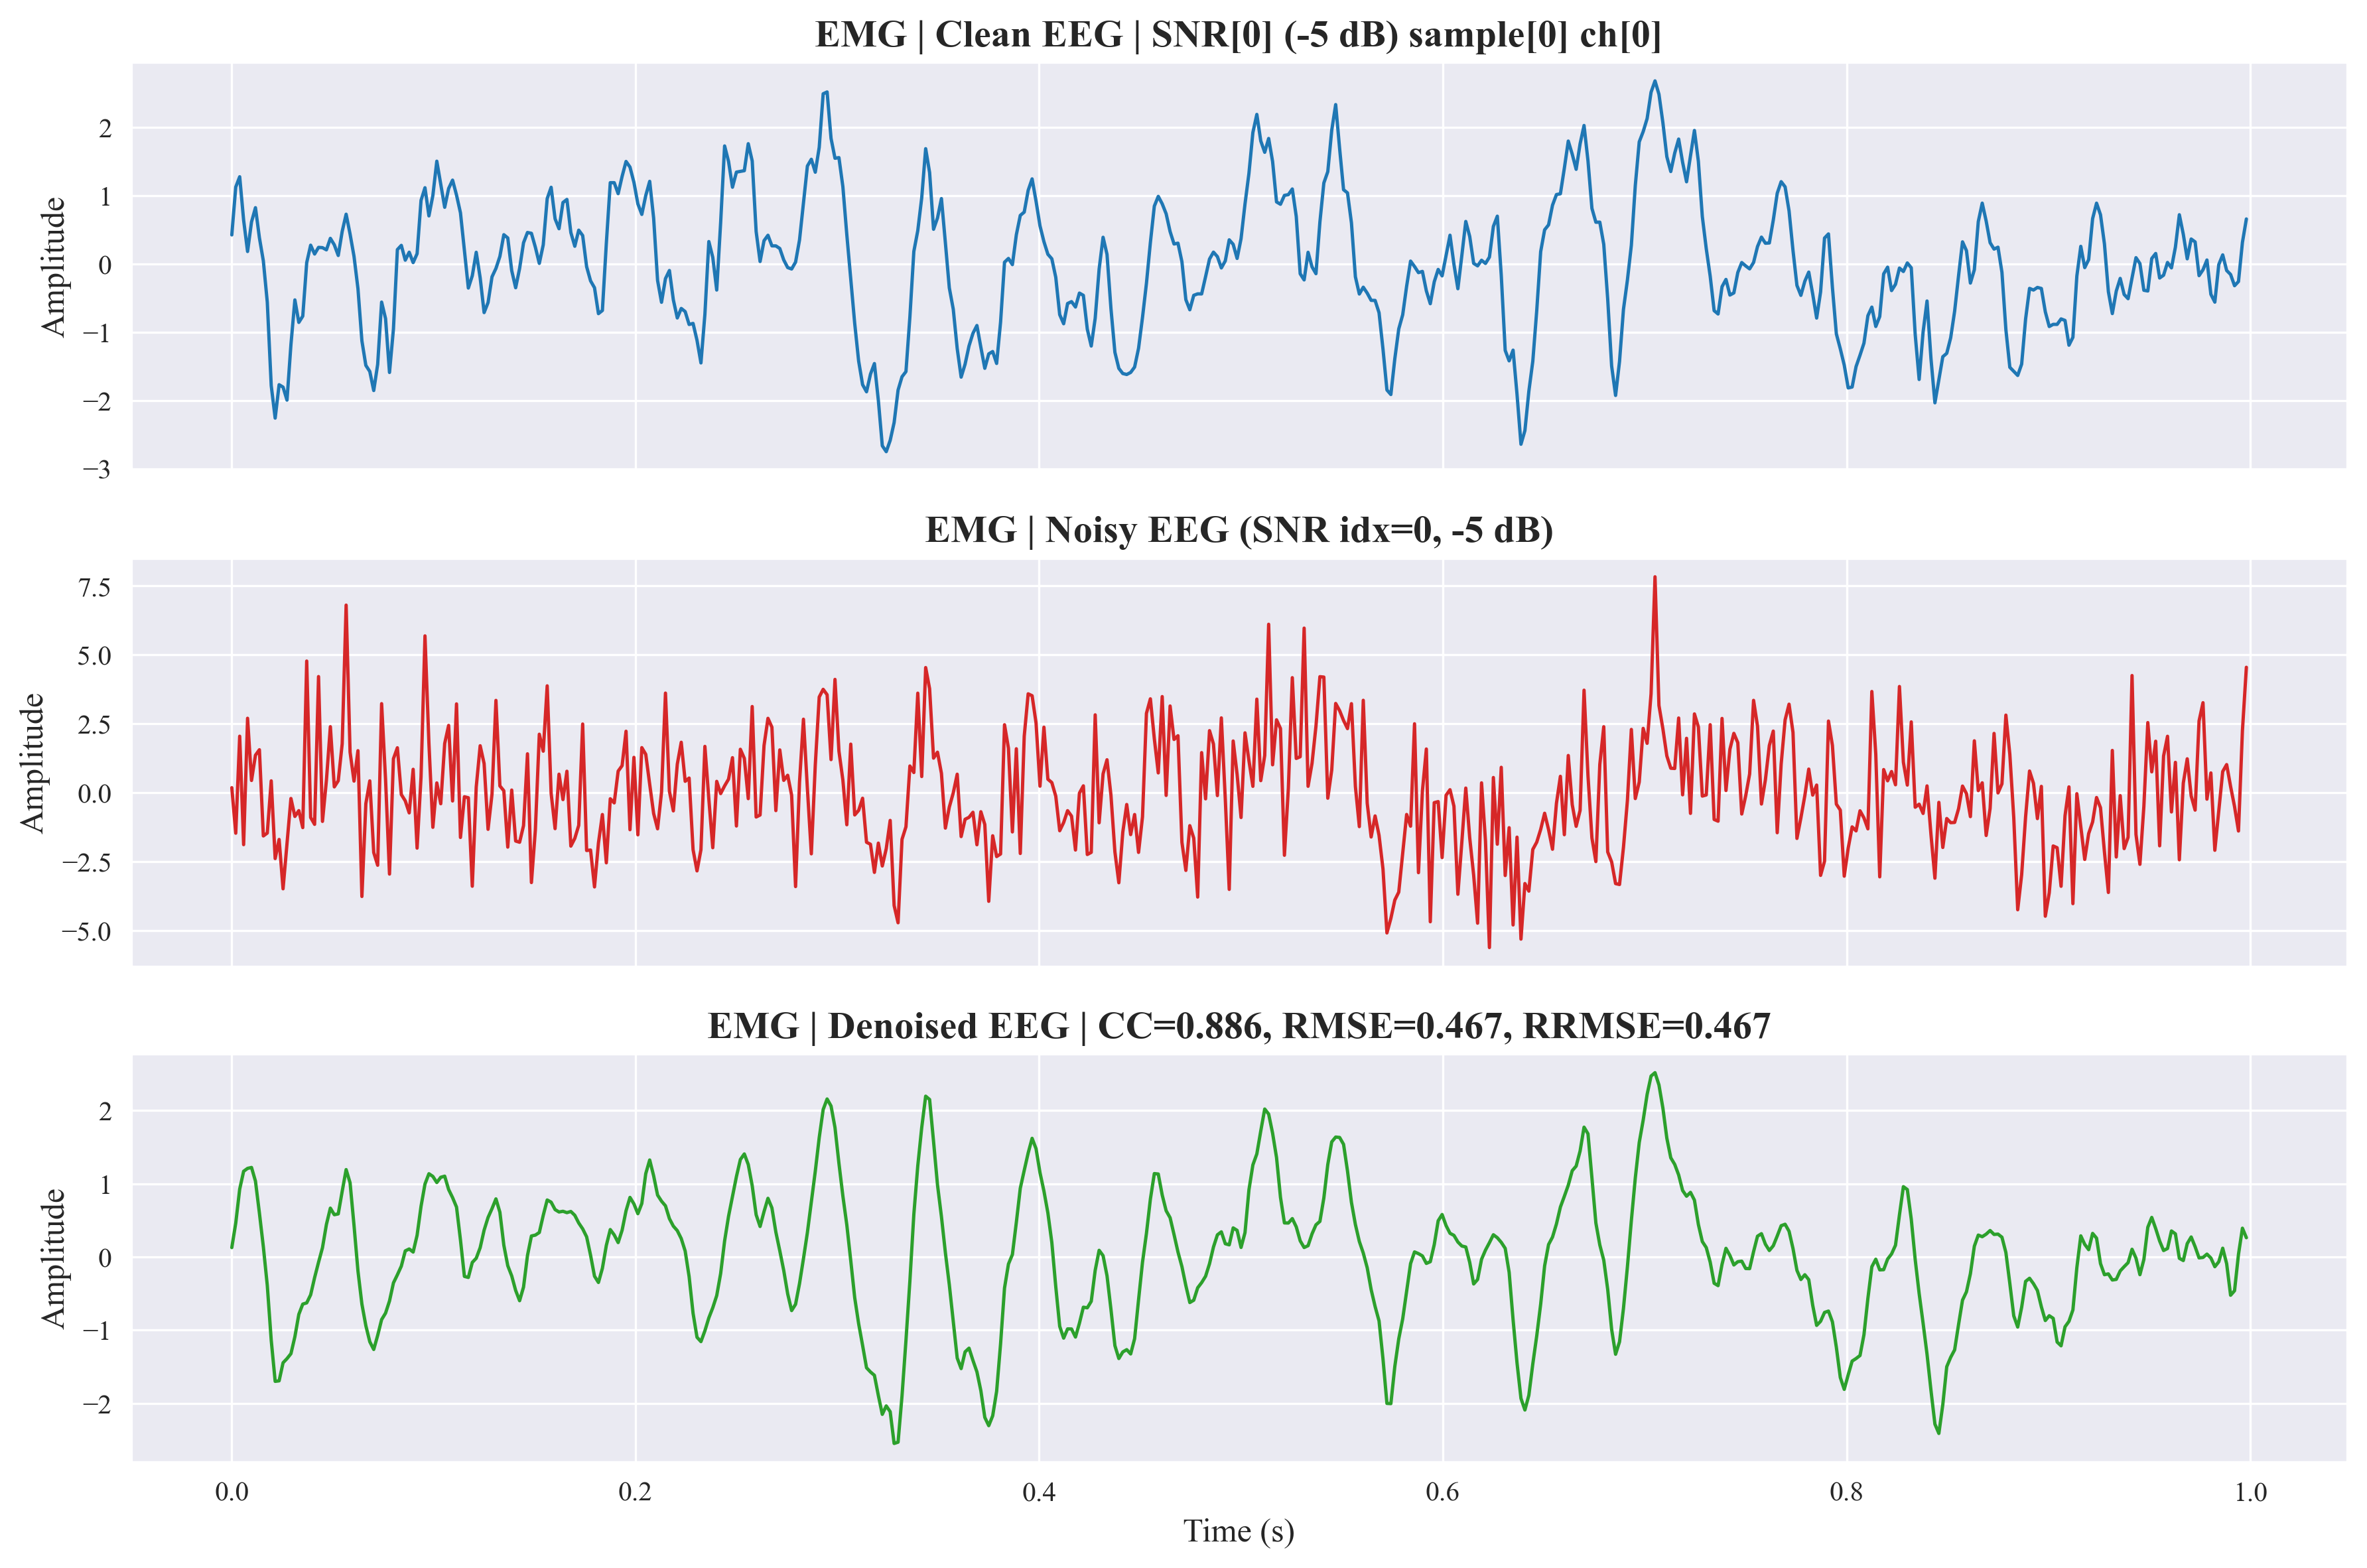 EMG | Clean EEG | SNR[0] (-5 dB) sample[0] ch[0]
2
1
0
−1
−2
−3
Amplitude
EMG | Noisy EEG (SNR idx=0, -5 dB)
7.5
5.0
2.5
0.0
−2.5
−5.0
Amplitude
EMG | Denoised EEG | CC=0.886, RMSE=0.467, RRMSE=0.467
2
1
0
−1
−2
Amplitude
0.0 0.2 0.4 0.6 0.8 1.0
Time (s)